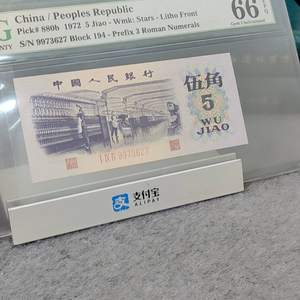 China / Peoples Republic
66
Pick# 880b 1972 5 Jiao - Wmk: Stars - Litho Front
S/N 9973627 Block 194 - Prefix 3 Roman Numerals
中国人民银行
伍角
5
WU
JIAO
9973627
支付宝
ALIPAY